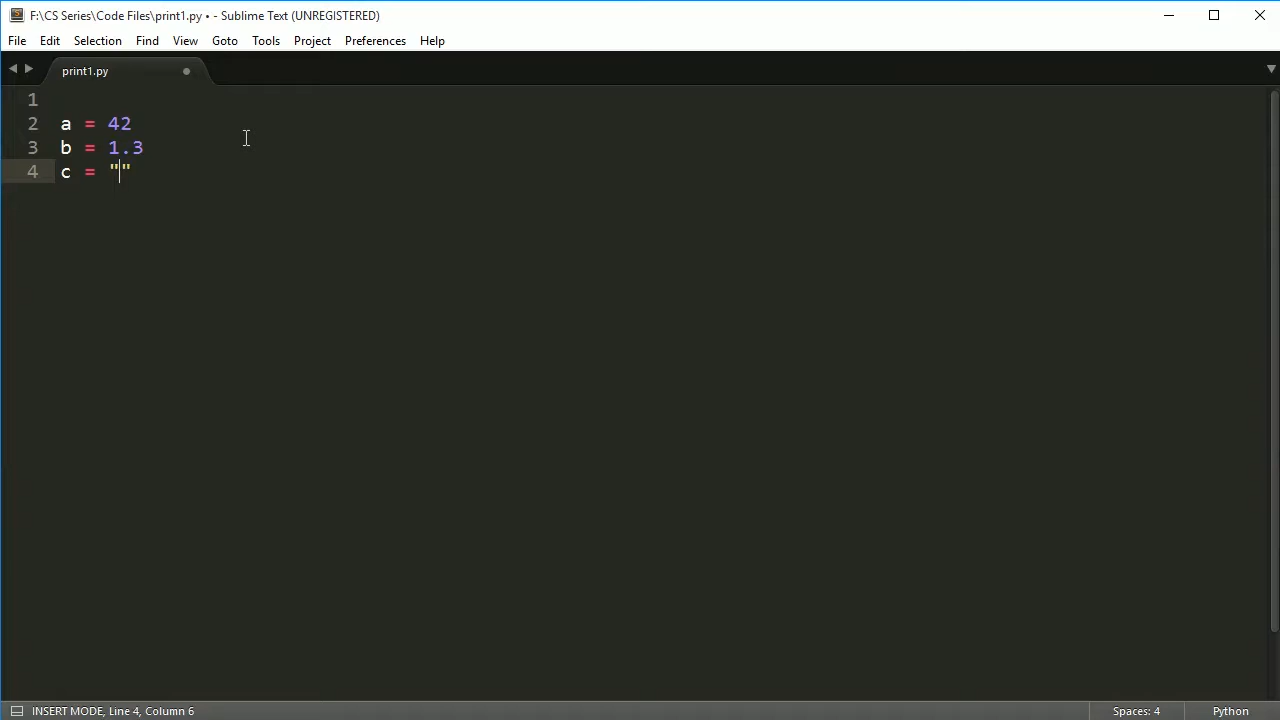 F:\CS Series\Code Files\print1.py • - Sublime Text (UNREGISTERED)
File Edit Selection Find View Goto Tools Project Preferences Help
print1.py
1
2 a = 42
3 b = 1.3
4 c = ""
INSERT MODE, Line 4, Column 6 Spaces: 4 Python